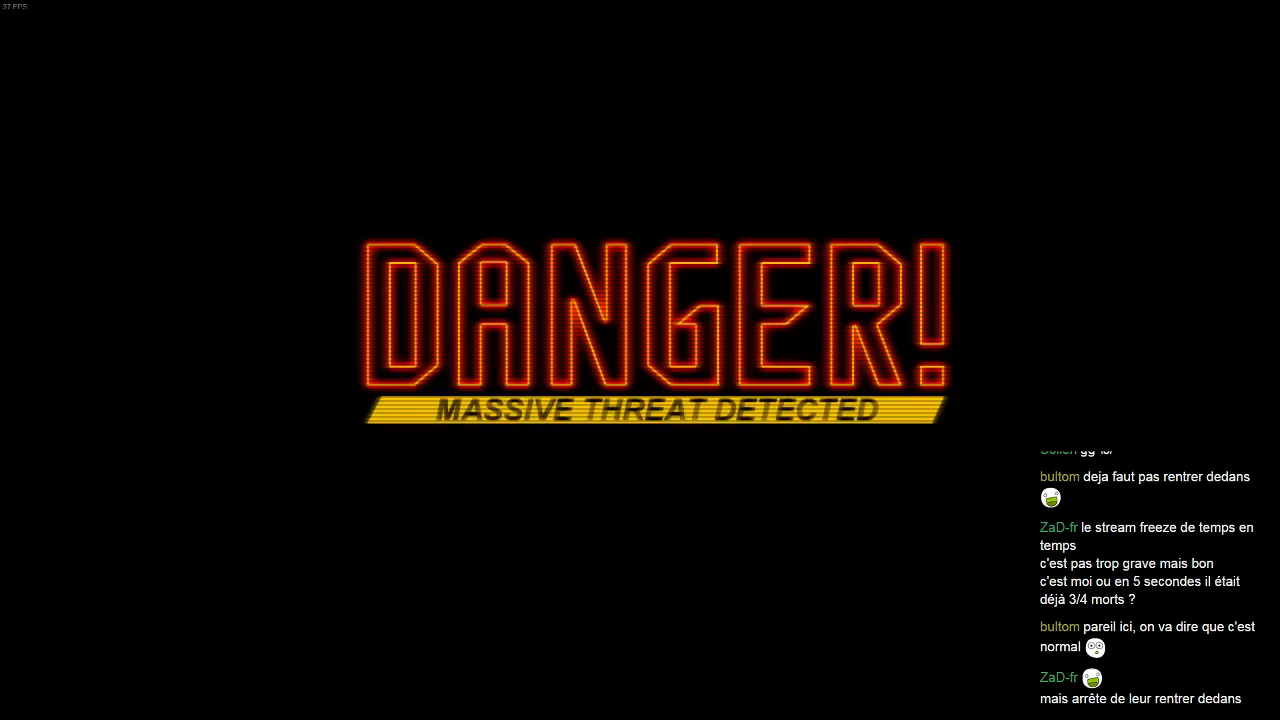 37 FPS
DANGER!
MASSIVE THREAT DETECTED
bultom deja faut pas rentrer dedans
ZaD-fr le stream freeze de temps en
temps
c'est pas trop grave mais bon
c'est moi ou en 5 secondes il était
déjà 3/4 morts ?
bultom pareil ici, on va dire que c'est
normal
ZaD-fr
mais arrête de leur rentrer dedans